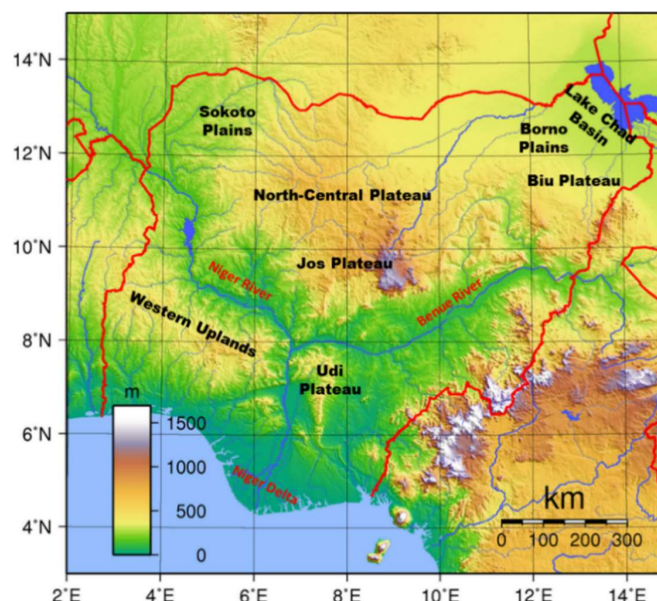 14°N
12°N
10°N
8°N
6°N
4°N
2°E
4°E
6°E
8°E
10°E
12°E
14°E
Sokoto
Plains
Lake Chad
Basin
Borno
Plains
Biu Plateau
North-Central Plateau
Jos Plateau
Niger River
Benue River
Western Uplands
Udi
Plateau
Niger Delta
m
1500
1000
500
0
km
0 100 200 300